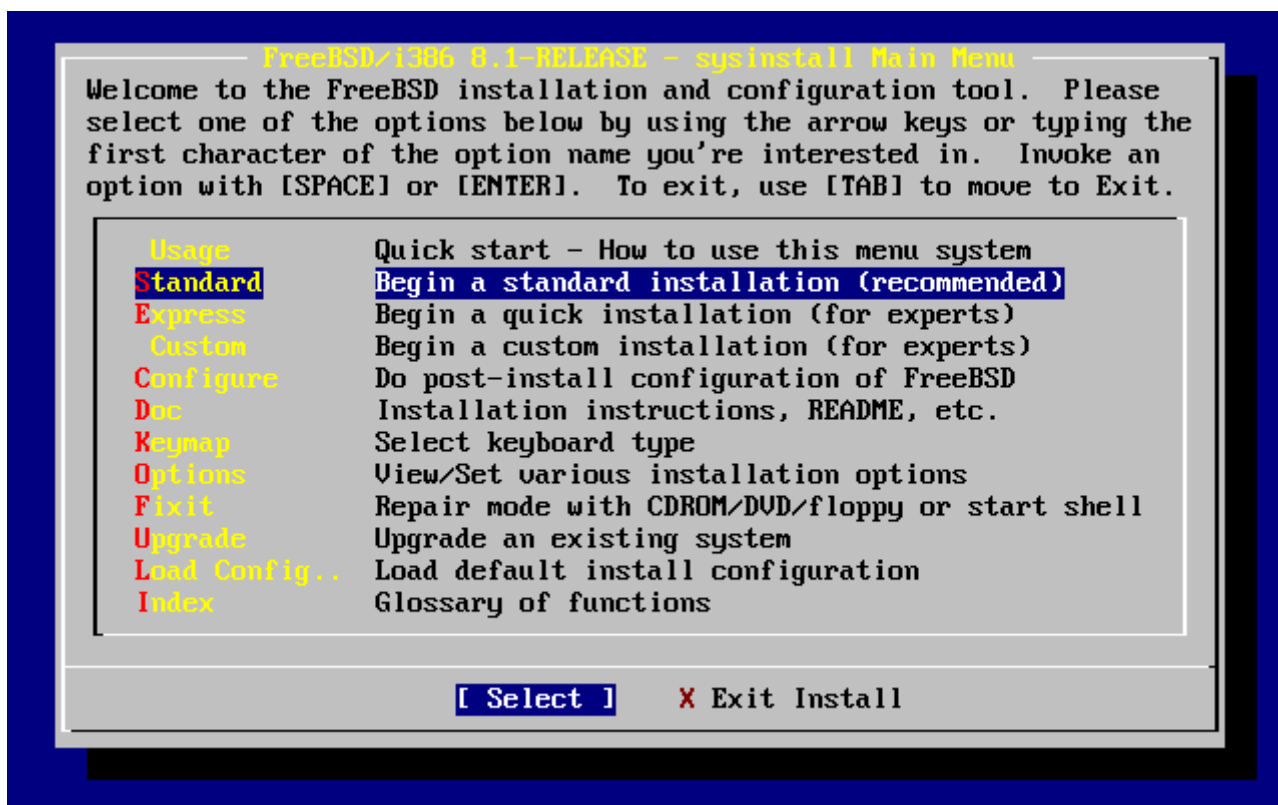 FreeBSD/i386 8.1-RELEASE - sysinstall Main Menu
Welcome to the FreeBSD installation and configuration tool.  Please
select one of the options below by using the arrow keys or typing the
first character of the option name you're interested in.  Invoke an
option with [SPACE] or [ENTER].  To exit, use [TAB] to move to Exit.
Usage Quick start - How to use this menu system
Standard Begin a standard installation (recommended)
Express Begin a quick installation (for experts)
Custom Begin a custom installation (for experts)
Configure Do post-install configuration of FreeBSD
Doc Installation instructions, README, etc.
Keymap Select keyboard type
Options View/Set various installation options
Fixit Repair mode with CDROM/DVD/floppy or start shell
Upgrade Upgrade an existing system
Load Config.. Load default install configuration
Index Glossary of functions
[ Select ] X Exit Install